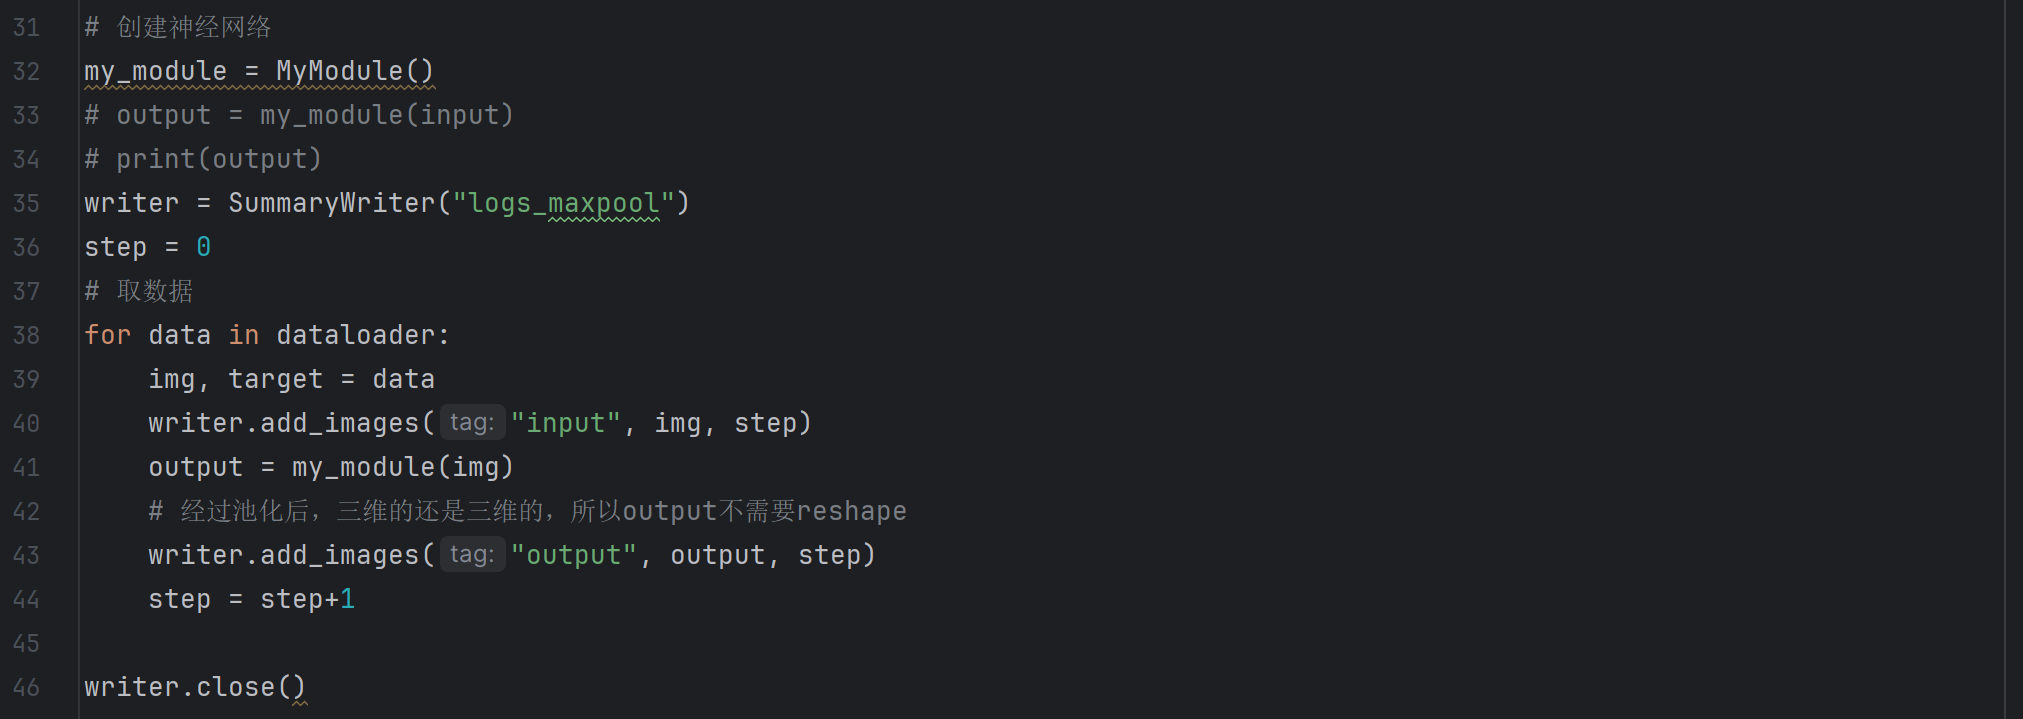 31 # 创建神经网络
32 my_module = MyModule()
33 # output = my_module(input)
34 # print(output)
35 writer = SummaryWriter("logs_maxpool")
36 step = 0
37 # 取数据
38 for data in dataloader:
39     img, target = data
40     writer.add_images(tag: "input", img, step)
41     output = my_module(img)
42     # 经过池化后，三维的还是三维的，所以output不需要reshape
43     writer.add_images(tag: "output", output, step)
44     step = step+1
45
46 writer.close()